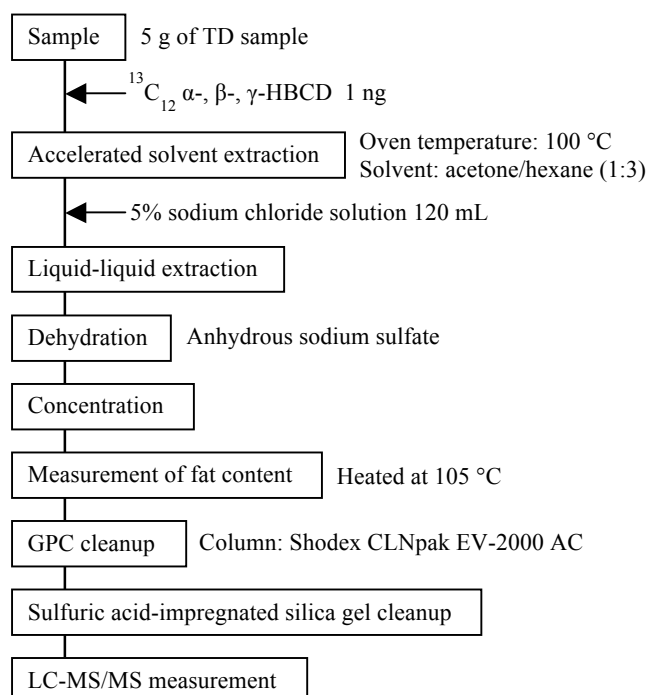 Sample 5 g of TD sample
13C12 α-, β-, γ-HBCD 1 ng
Accelerated solvent extraction
Oven temperature: 100 °C
Solvent: acetone/hexane (1:3)
5% sodium chloride solution 120 mL
Liquid-liquid extraction
Dehydration Anhydrous sodium sulfate
Concentration
Measurement of fat content Heated at 105 °C
GPC cleanup Column: Shodex CLNpak EV-2000 AC
Sulfuric acid-impregnated silica gel cleanup
LC-MS/MS measurement